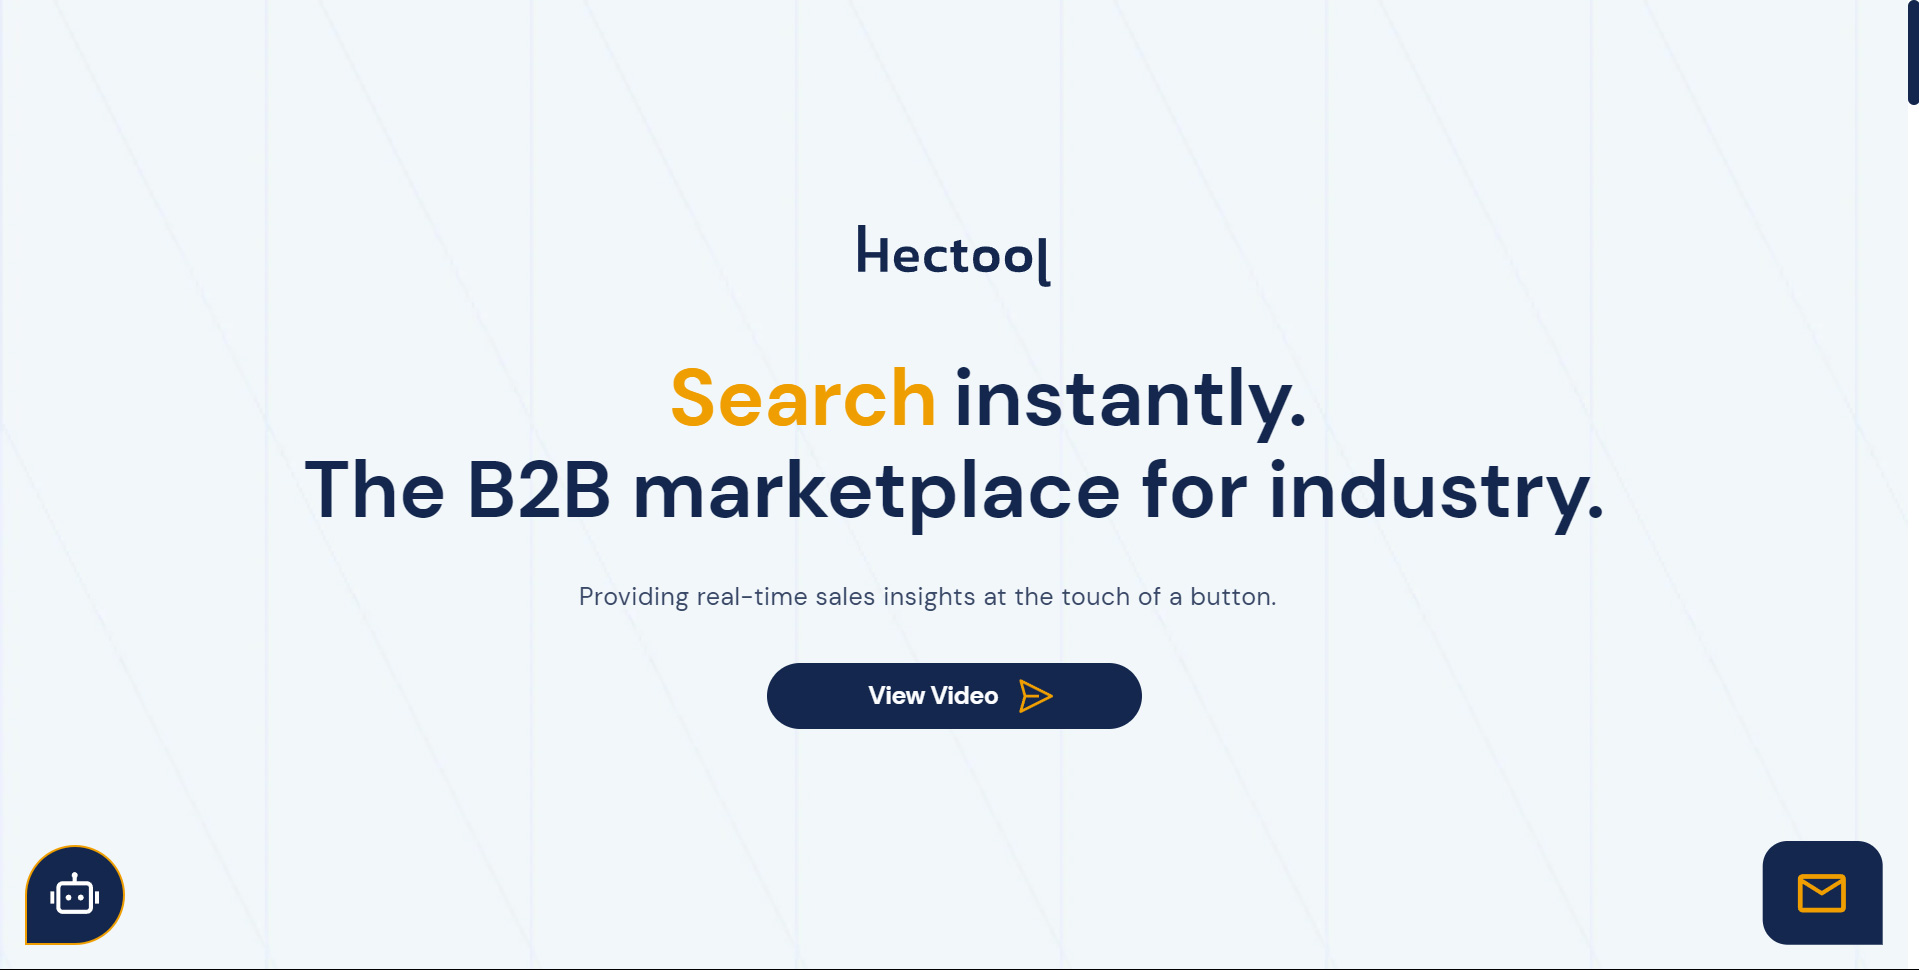 Hectool
Search instantly.
The B2B marketplace for industry.
Providing real-time sales insights at the touch of a button.
View Video